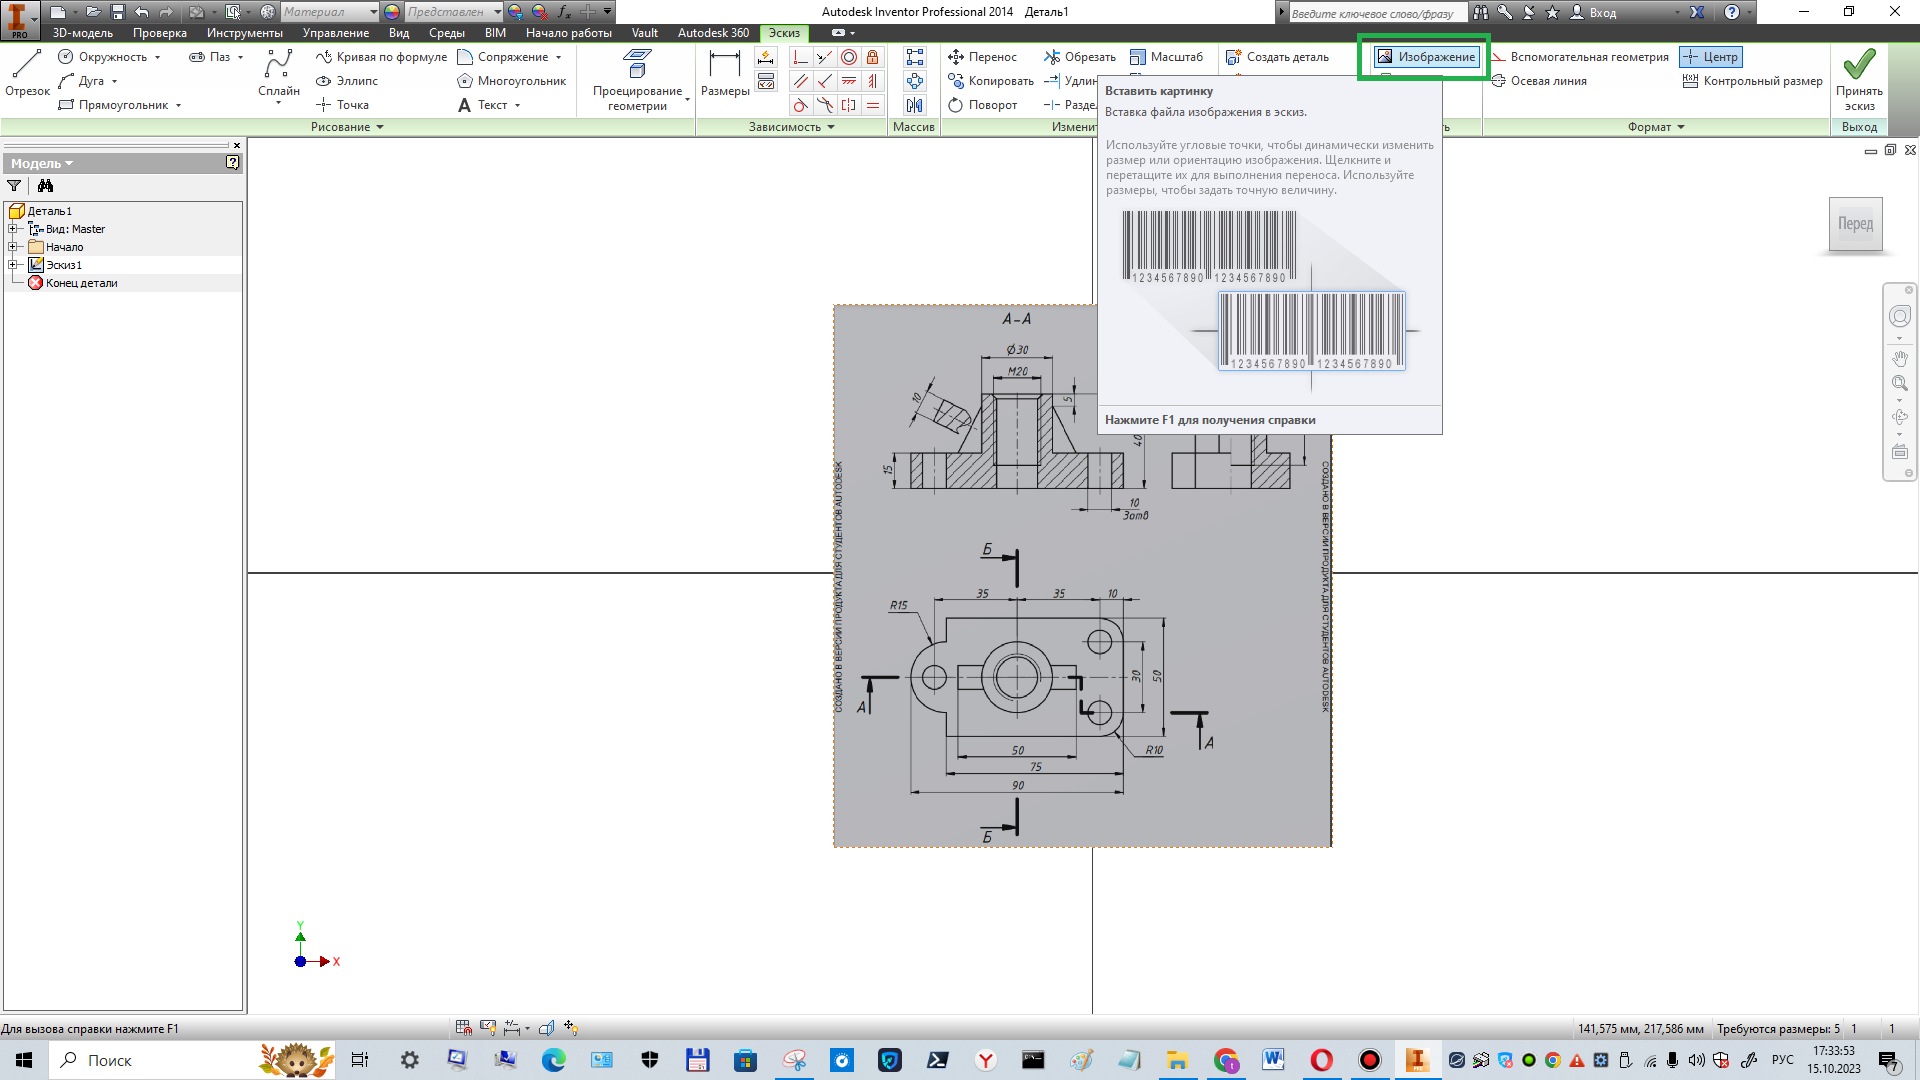 Материал
Представлен
Autodesk Inventor Professional 2014   Деталь1
Введите ключевое слово/фразу
Вход
PRO
3D-модель
Проверка
Инструменты
Управление
Вид
Среды
BIM
Начало работы
Vault
Autodesk 360
Эскиз
Отрезок
Окружность
Дуга
Прямоугольник
Паз
Сплайн
Кривая по формуле
Эллипс
Точка
Сопряжение
Многоугольник
Текст
Проецирование
геометрии
Размеры
Перенос
Копировать
Поворот
Обрезать
Удлин
Разде
Масштаб
Создать деталь
Изображение
Вспомогательная геометрия
Осевая линия
Центр
Контрольный размер
Принять
эскиз
Рисование
Зависимость
Массив
Измени
ь
Формат
Выход
Вставить картинку
Вставка файла изображения в эскиз.
Используйте угловые точки, чтобы динамически изменить
размер или ориентацию изображения. Щелкните и
перетащите их для выполнения переноса. Используйте
размеры, чтобы задать точную величину.
1234567890 1234567890
1234567890 1234567890
Нажмите F1 для получения справки
Модель
Деталь1
Вид: Master
Начало
Эскиз1
Конец детали
Перед
А-А
Ø30
М20
10
5
40
15
10
3отв
СОЗДАНО В ВЕРСИИ ПРОДУКТА ДЛЯ СТУДЕНТОВ AUTODESK
СОЗДАНО В ВЕРСИИ ПРОДУКТА ДЛЯ СТУДЕНТОВ AUTODESK
Б
35
35
10
R15
30
50
А
А
50
R10
75
90
Б
Y
X
Для вызова справки нажмите F1
141,575 мм, 217,586 мм
Требуются размеры: 5
1
1
Поиск
РУС
17:33:53
15.10.2023
7